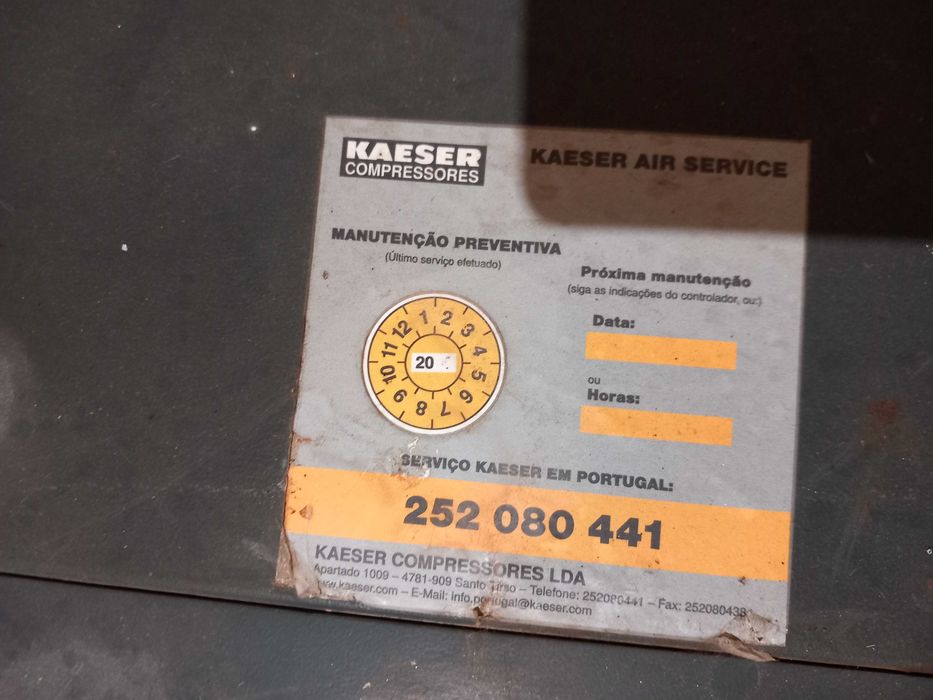 KAESER
COMPRESSORES
KAESER AIR SERVICE
MANUTENÇÃO PREVENTIVA
(Último serviço efetuado)
1 2 3 4 5 6 7 8 9 10 11 12
20
Próxima manutenção
(siga as indicações do controlador, ou:)
Data:
ou
Horas:
SERVIÇO KAESER EM PORTUGAL:
252 080 441
KAESER COMPRESSORES LDA
Apartado 1009 – 4781-909 Santo Tirso – Telefone: 252080441 – Fax: 252080438
www.kaeser.com – E-Mail: info.portugal@kaeser.com